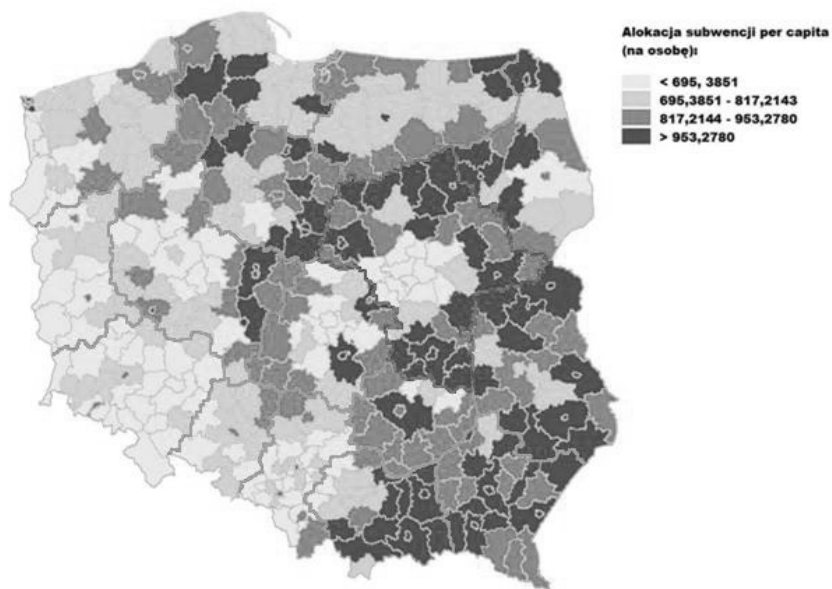 Alokacja subwencji per capita
(na osobę):
< 695, 3851
695,3851 - 817,2143
817,2144 - 953,2780
> 953,2780